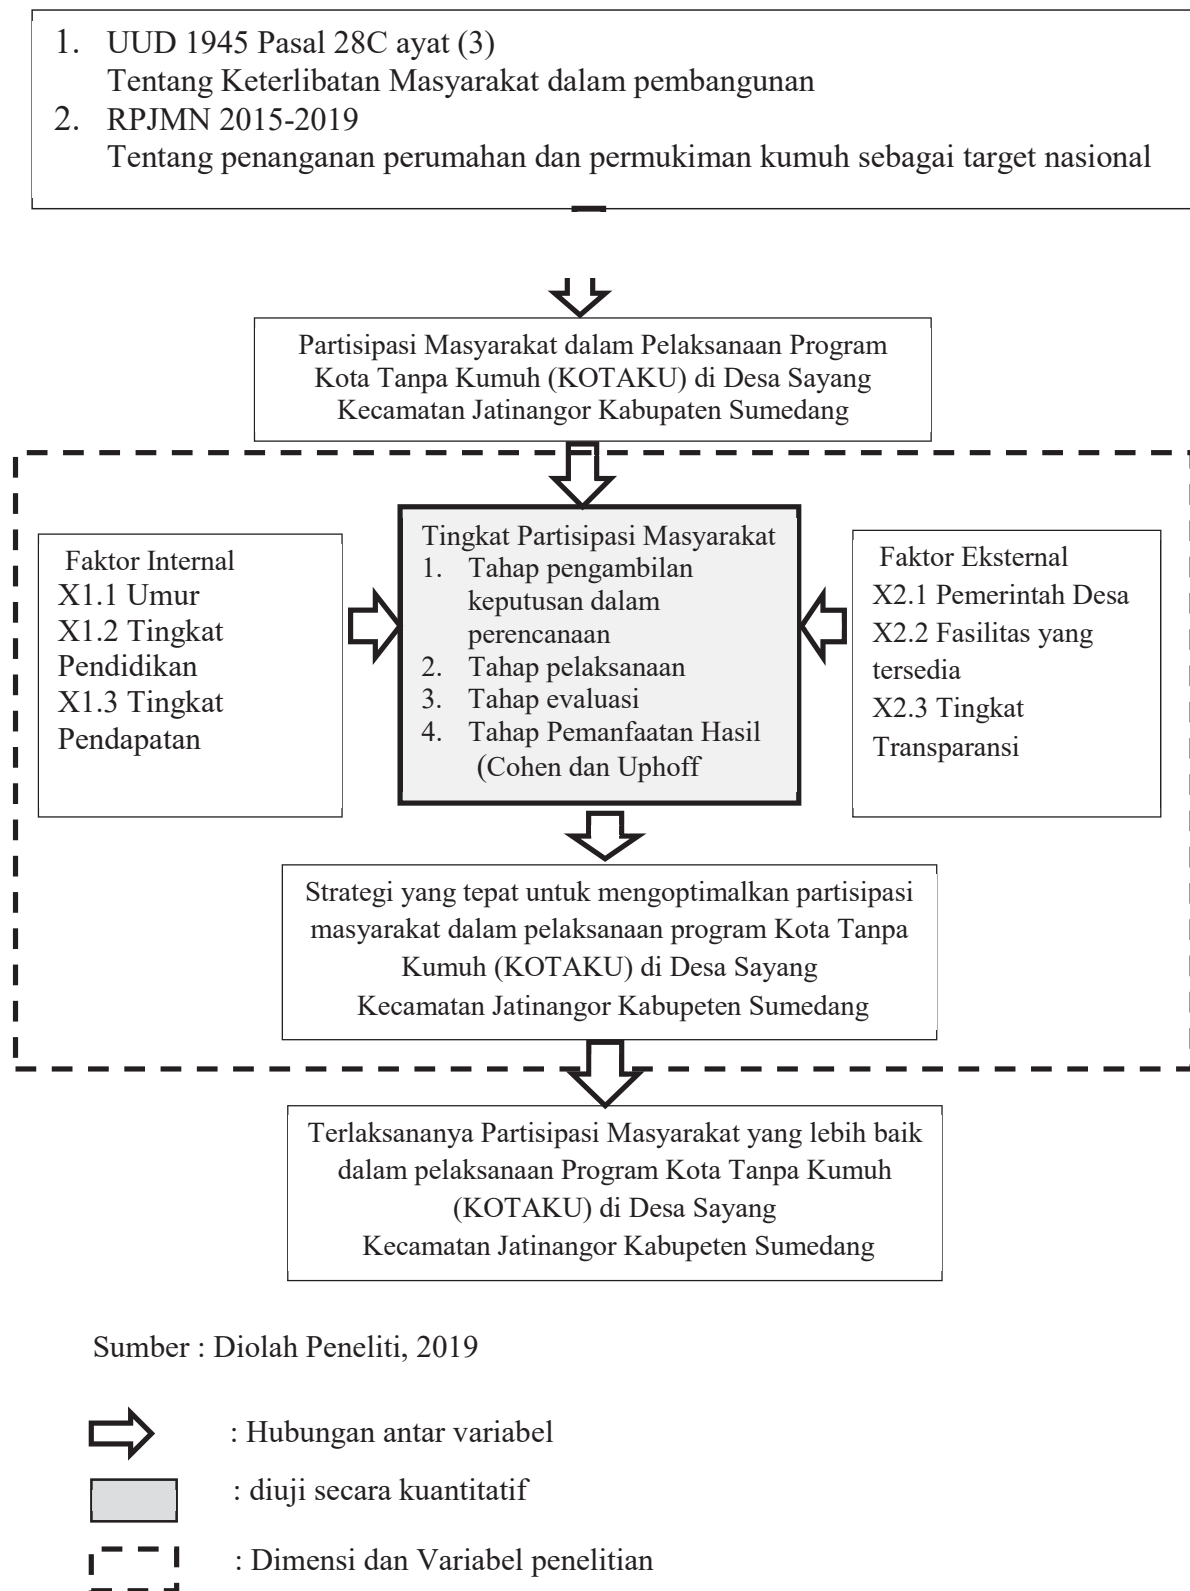 1. UUD 1945 Pasal 28C ayat (3)
Tentang Keterlibatan Masyarakat dalam pembangunan
2. RPJMN 2015-2019
Tentang penanganan perumahan dan permukiman kumuh sebagai target nasional
Partisipasi Masyarakat dalam Pelaksanaan Program
Kota Tanpa Kumuh (KOTAKU) di Desa Sayang
Kecamatan Jatinangor Kabupaten Sumedang
Faktor Internal
X1.1 Umur
X1.2 Tingkat
Pendidikan
X1.3 Tingkat
Pendapatan
Tingkat Partisipasi Masyarakat
1. Tahap pengambilan
keputusan dalam
perencanaan
2. Tahap pelaksanaan
3. Tahap evaluasi
4. Tahap Pemanfaatan Hasil
(Cohen dan Uphoff
Faktor Eksternal
X2.1 Pemerintah Desa
X2.2 Fasilitas yang
tersedia
X2.3 Tingkat
Transparansi
Strategi yang tepat untuk mengoptimalkan partisipasi
masyarakat dalam pelaksanaan program Kota Tanpa
Kumuh (KOTAKU) di Desa Sayang
Kecamatan Jatinangor Kabupeten Sumedang
Terlaksananya Partisipasi Masyarakat yang lebih baik
dalam pelaksanaan Program Kota Tanpa Kumuh
(KOTAKU) di Desa Sayang
Kecamatan Jatinangor Kabupeten Sumedang
Sumber : Diolah Peneliti, 2019
: Hubungan antar variabel
: diuji secara kuantitatif
: Dimensi dan Variabel penelitian